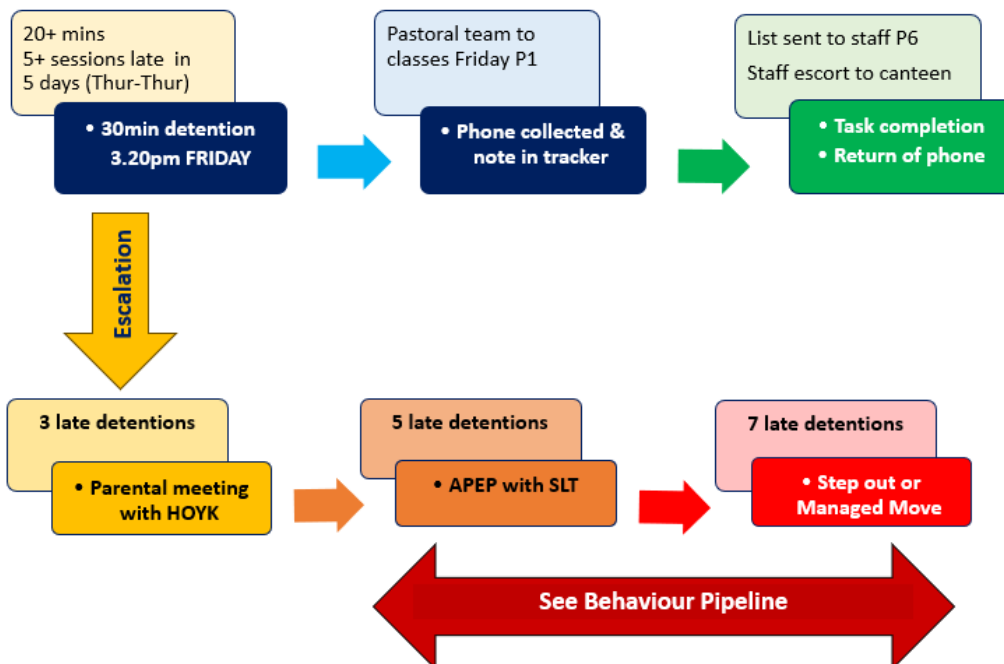 20+ mins
5+ sessions late in
5 days (Thur-Thur)
• 30min detention
3.20pm FRIDAY
Pastoral team to
classes Friday P1
• Phone collected &
note in tracker
List sent to staff P6
Staff escort to canteen
• Task completion
• Return of phone
Escalation
3 late detentions
• Parental meeting
with HOYK
5 late detentions
• APEP with SLT
7 late detentions
• Step out or
Managed Move
See Behaviour Pipeline